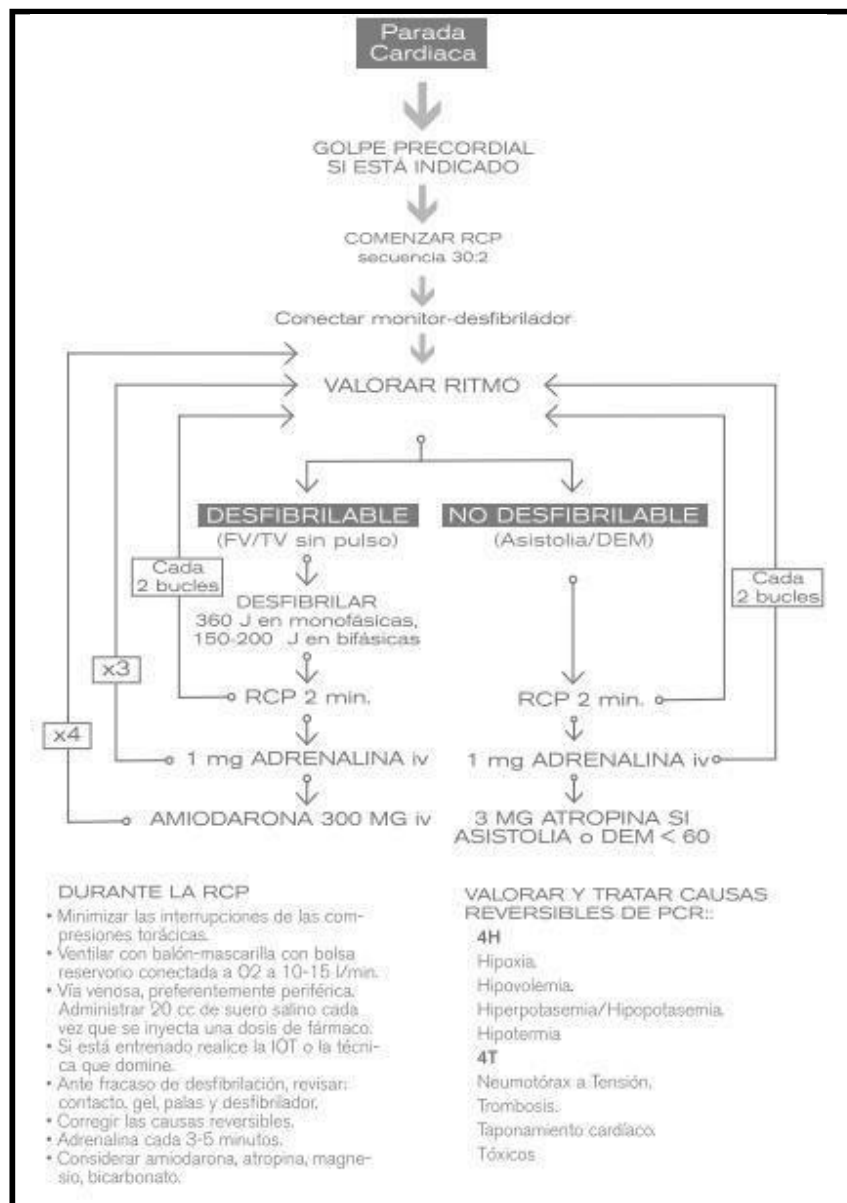 Parada
Cardiaca
GOLPE PRECORDIAL
SI ESTÁ INDICADO
COMENZAR RCP
secuencia 30:2
Conectar monitor-desfibrilador
VALORAR RITMO
DESFIBRILABLE
(FV/TV sin pulso)
NO DESFIBRILABLE
(Asistolia/DEM)
Cada
2 bucles
Cada
2 bucles
DESFIBRILAR
360 J en monofásicas,
150-200 J en bifásicas
x3
RCP 2 min.
RCP 2 min.
x4
1 mg ADRENALINA iv
1 mg ADRENALINA iv
AMIODARONA 300 MG iv
3 MG ATROPINA SI
ASISTOLIA o DEM < 60
DURANTE LA RCP
• Minimizar las interrupciones de las com-
presiones torácicas.
• Ventilar con balón-mascarilla con bolsa
reservorio conectada a O2 a 10-15 l/min.
• Vía venosa, preferentemente periférica.
Administrar 20 cc de suero salino cada
vez que se inyecta una dosis de fármaco.
• Si está entrenado realice la IOT o la técni-
ca que domine.
• Ante fracaso de desfibrilación, revisar:
contacto, gel, palas y desfibrilador.
• Corregir las causas reversibles.
• Adrenalina cada 3-5 minutos.
• Considerar amiodarona, atropina, magne-
sio, bicarbonato.
VALORAR Y TRATAR CAUSAS
REVERSIBLES DE PCR::
4H
Hipoxia.
Hipovolemia.
Hiperpotasemia/Hipopotasemia.
Hipotermia
4T
Neumotórax a Tensión.
Trombosis.
Taponamiento cardíaco.
Tóxicos